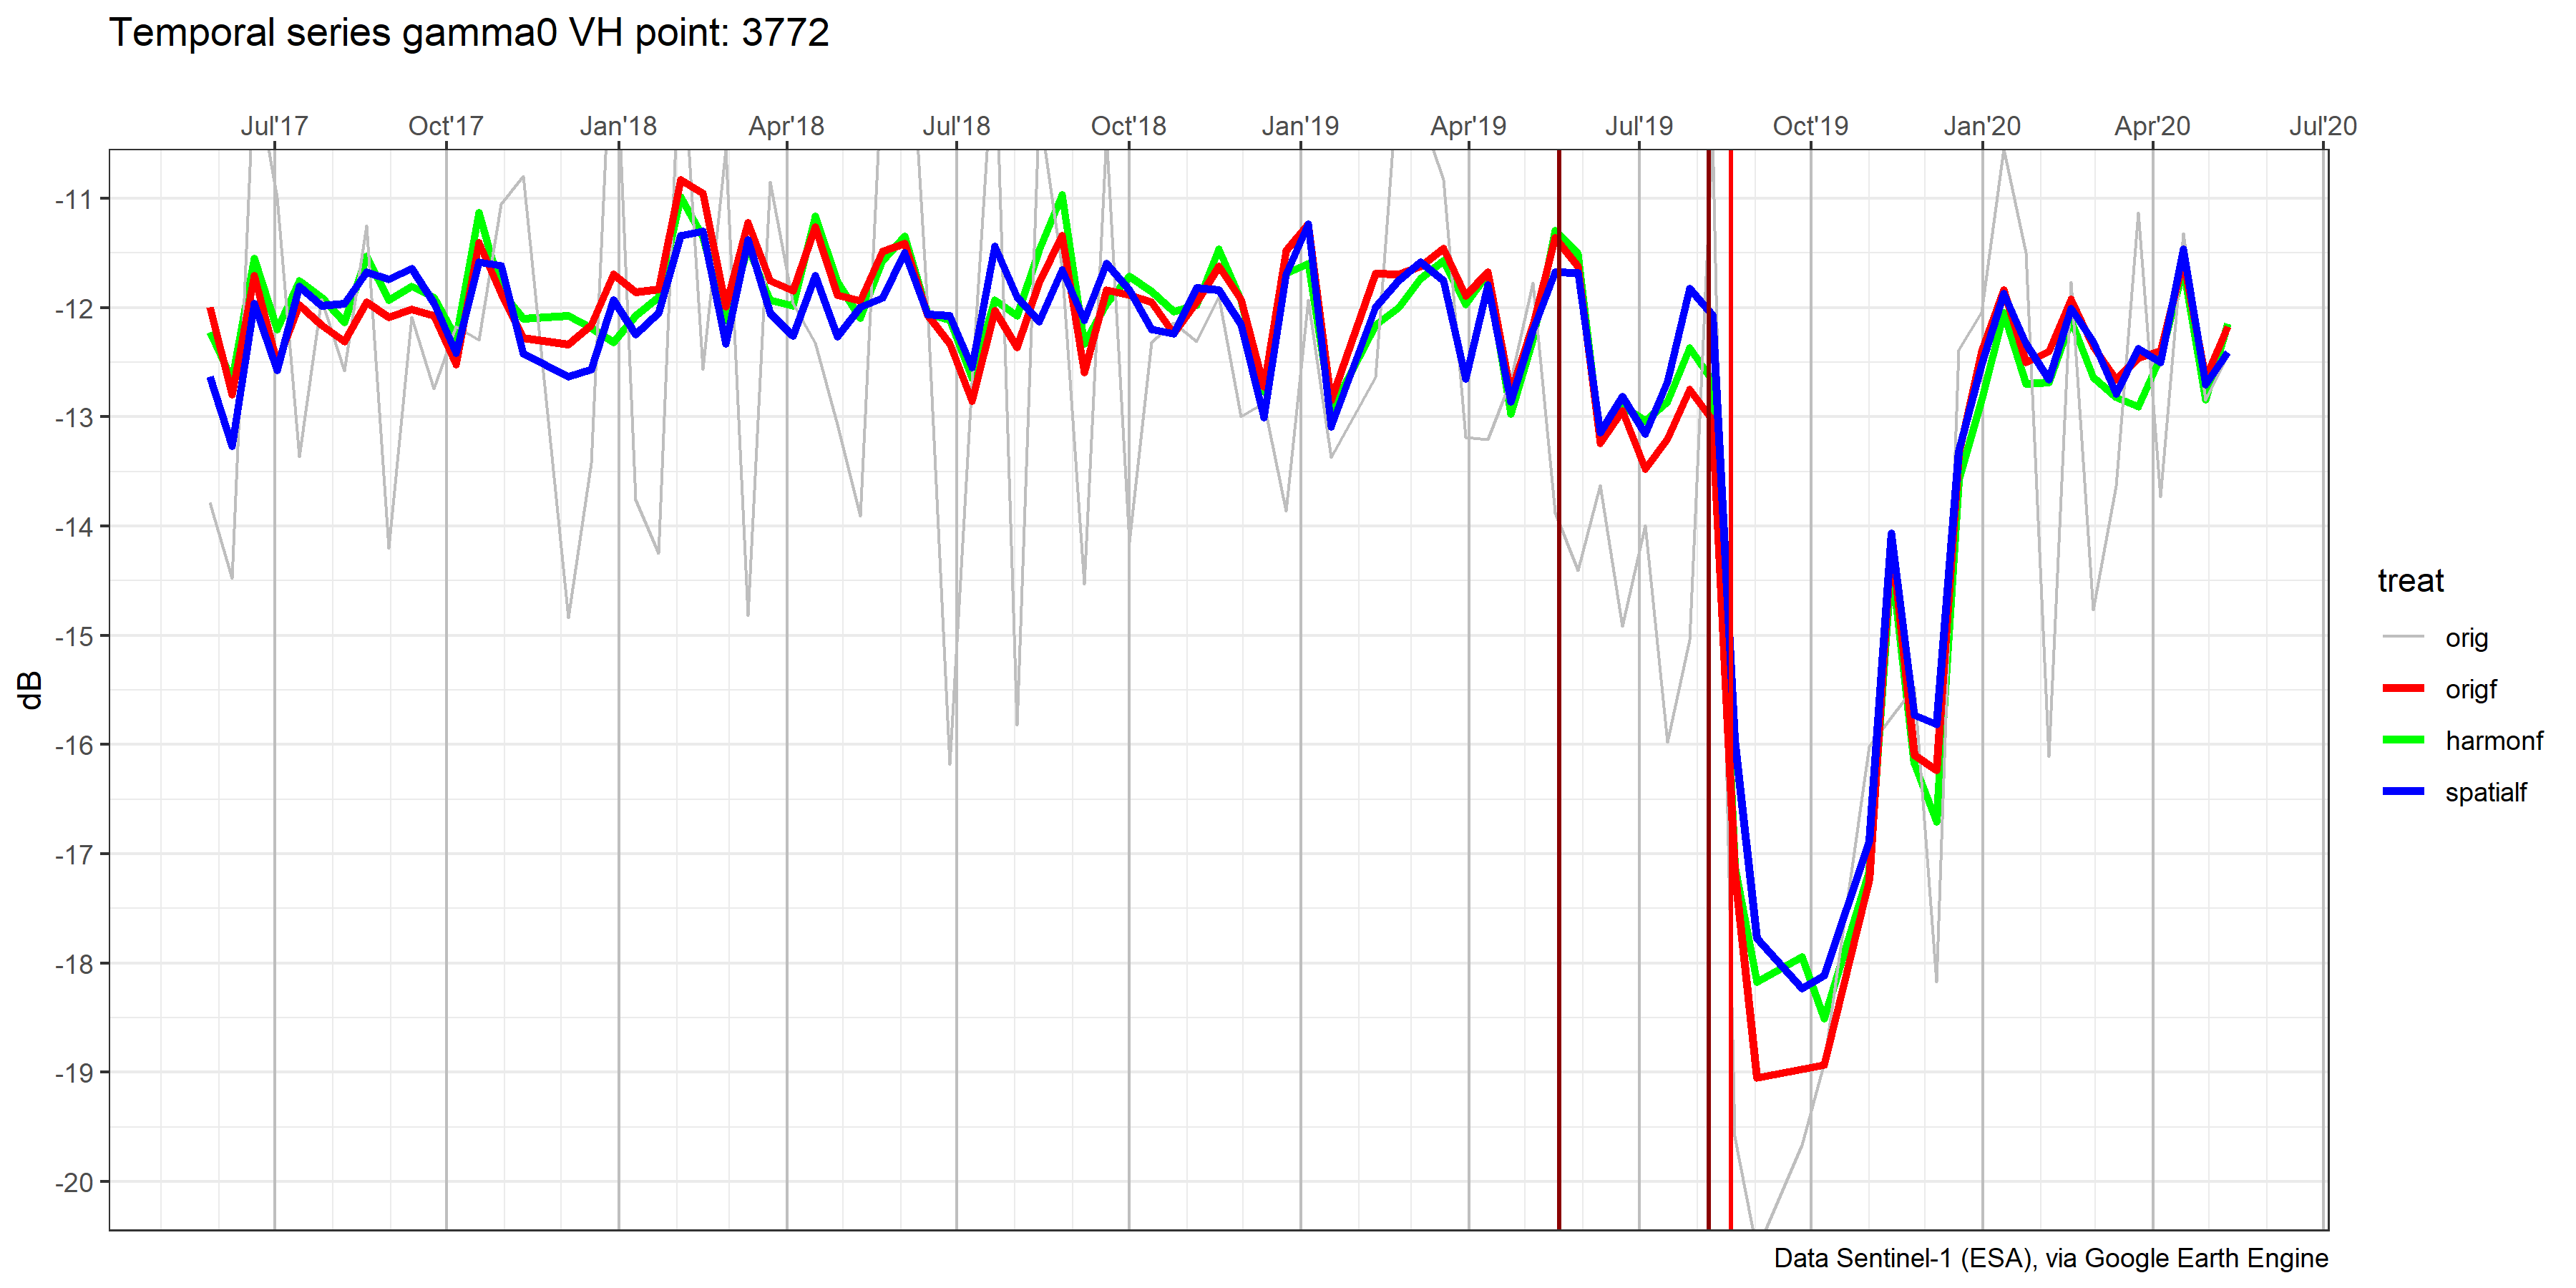 Temporal series gamma0 VH point: 3772
Jul'17 Oct'17 Jan'18 Apr'18 Jul'18 Oct'18 Jan'19 Apr'19 Jul'19 Oct'19 Jan'20 Apr'20 Jul'20
-11
-12
-13
-14
-15
-16
-17
-18
-19
-20
dB
treat
orig
origf
harmonf
spatialf
Data Sentinel-1 (ESA), via Google Earth Engine